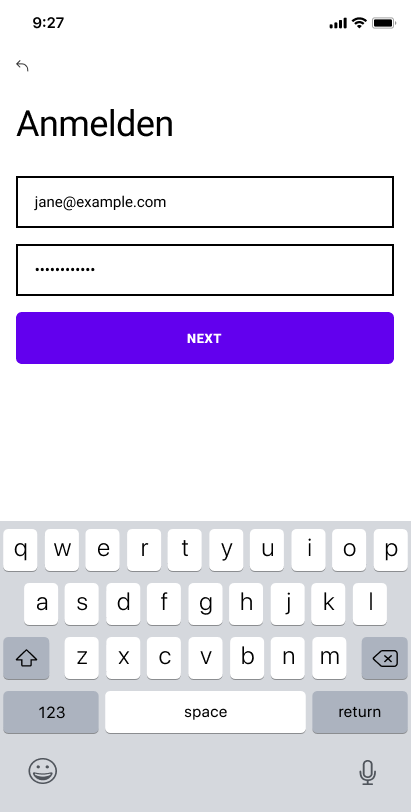 9:27
Anmelden
jane@example.com
••••••••••••
NEXT
q w e r t y u i o p
a s d f g h j k l
z x c v b n m
123 space return